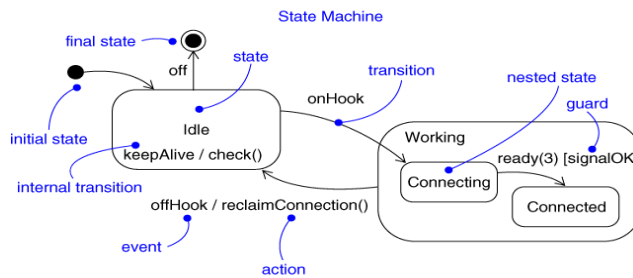 State Machine
final state
state
off
transition
nested state
onHook
guard
initial state
Idle
Working
keepAlive / check()
ready(3) [signalOK
internal transition
Connecting
offHook / reclaimConnection()
Connected
event
action